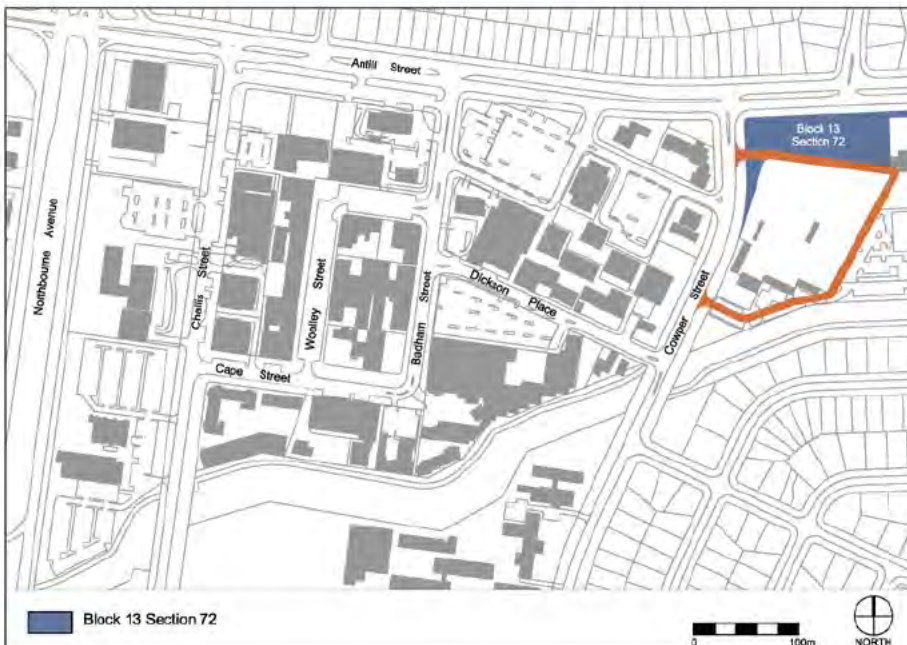 Antill Street
Block 13
Section 72
Northbourne Avenue
Challis Street
Woolley Street
Badham Street
Dickson Place
Cowper Street
Cape Street
Block 13 Section 72
0 100m
NORTH